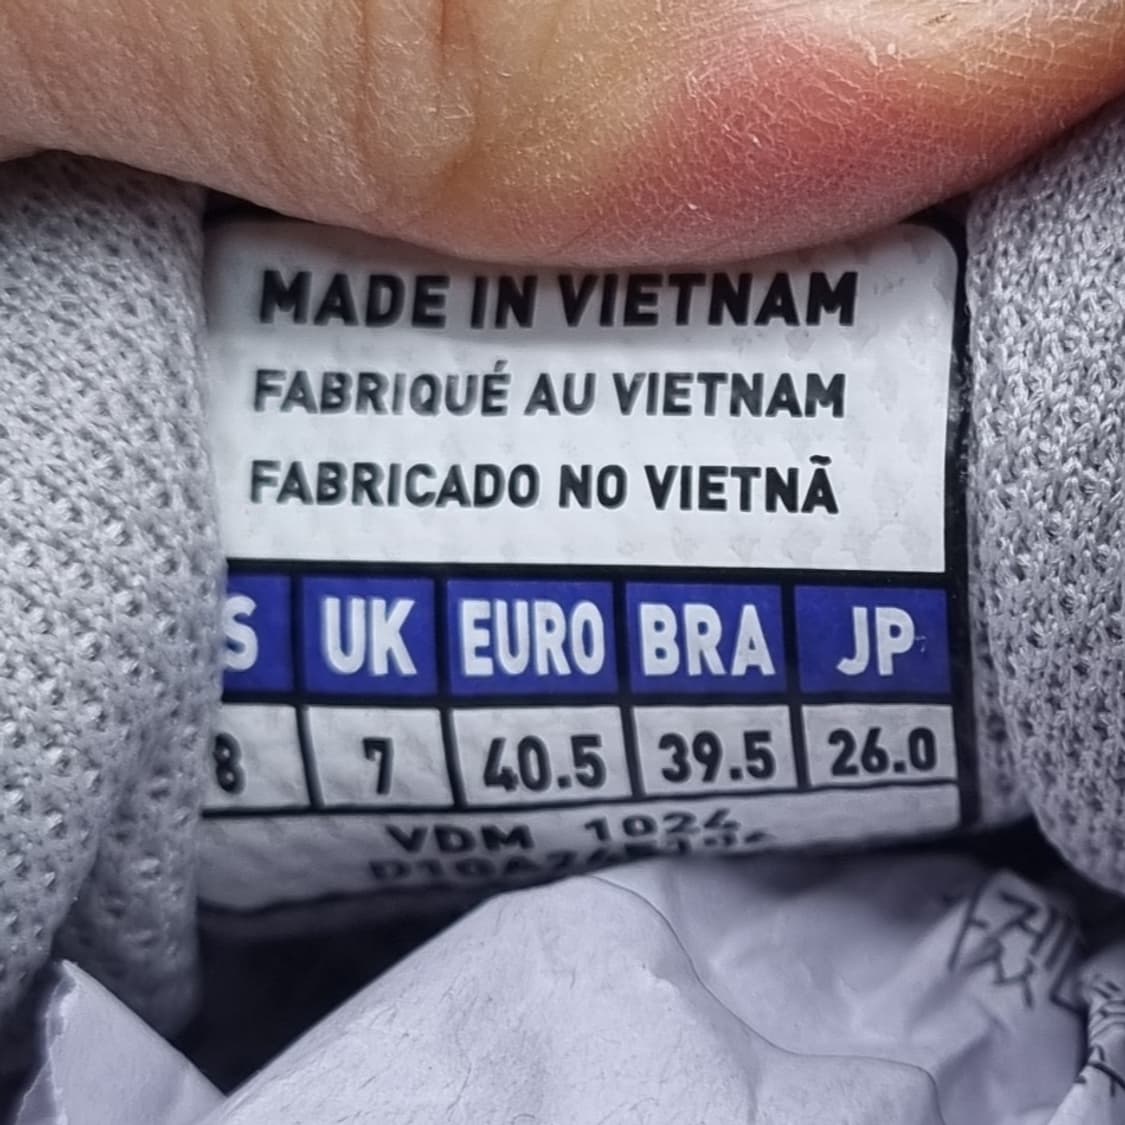 MADE IN VIETNAM
FABRIQUÉ AU VIETNAM
FABRICADO NO VIETNÃ
S UK EURO BRA JP
8 7 40.5 39.5 26.0
VDM 1024